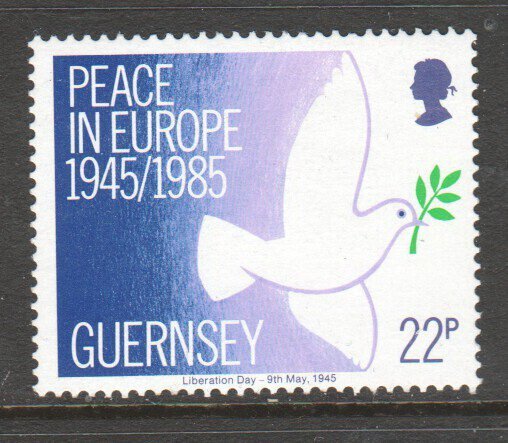 PEACE
IN EUROPE
1945/1985
GUERNSEY
22P
Liberation Day – 9th May, 1945